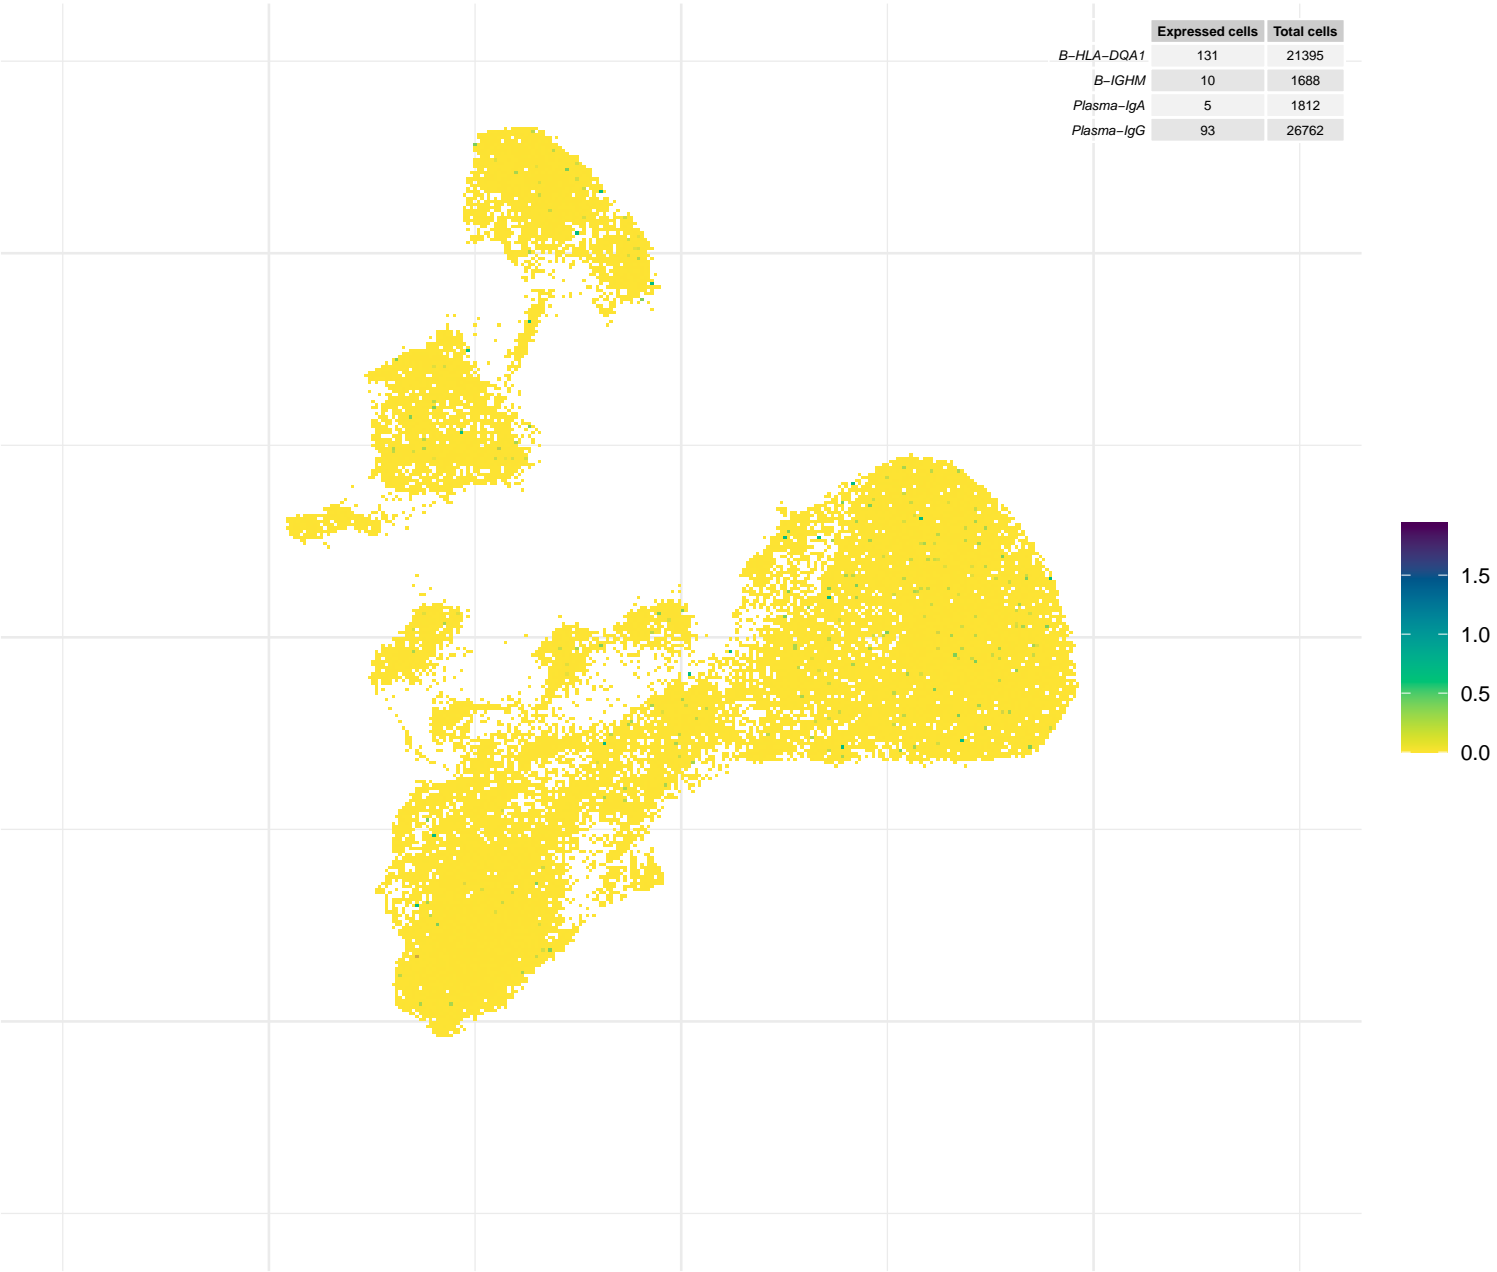 Expressed cells Total cells
B−HLA−DQA1 131 21395
B−IGHM 10 1688
Plasma−IgA 5 1812
Plasma−IgG 93 26762
1.5
1.0
0.5
0.0